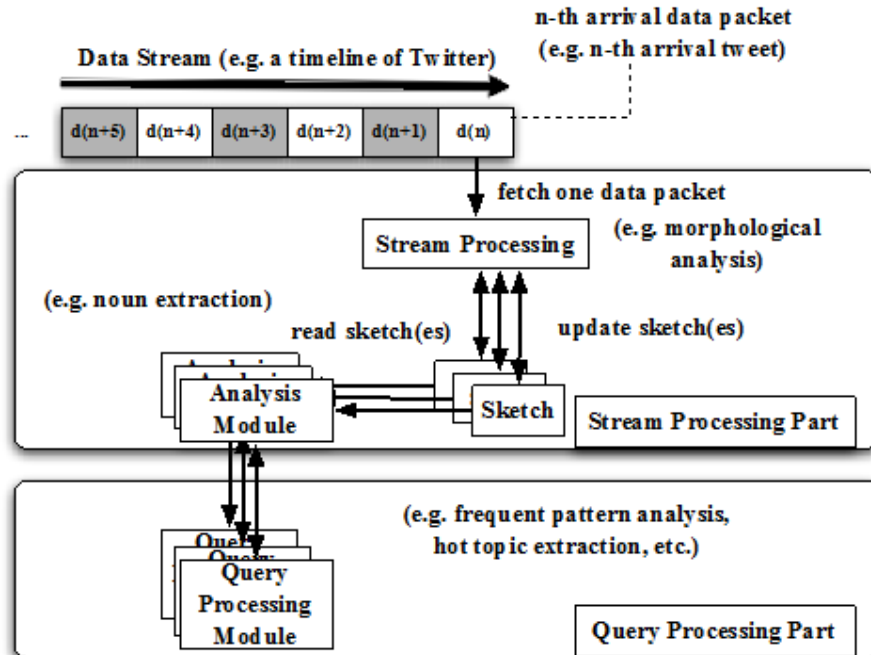 n-th arrival data packet
(e.g. n-th arrival tweet)
Data Stream (e.g. a timeline of Twitter)
... d(n+5) d(n+4) d(n+3) d(n+2) d(n+1) d(n)
fetch one data packet
Stream Processing
(e.g. morphological
analysis)
(e.g. noun extraction)
read sketch(es)
update sketch(es)
Analysis
Module
Sketch
Stream Processing Part
(e.g. frequent pattern analysis,
hot topic extraction, etc.)
Query
Query
Query
Processing
Module
Query Processing Part